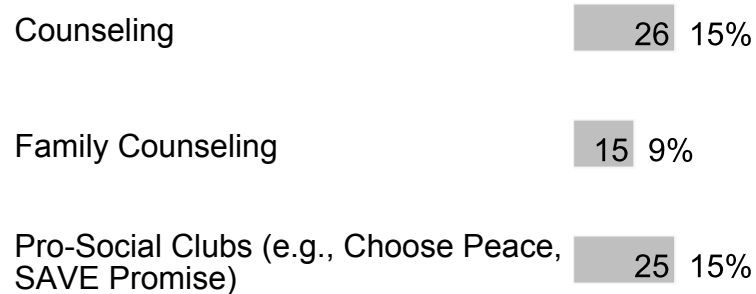 Counseling 26 15%
Family Counseling 15 9%
Pro-Social Clubs (e.g., Choose Peace,
SAVE Promise) 25 15%